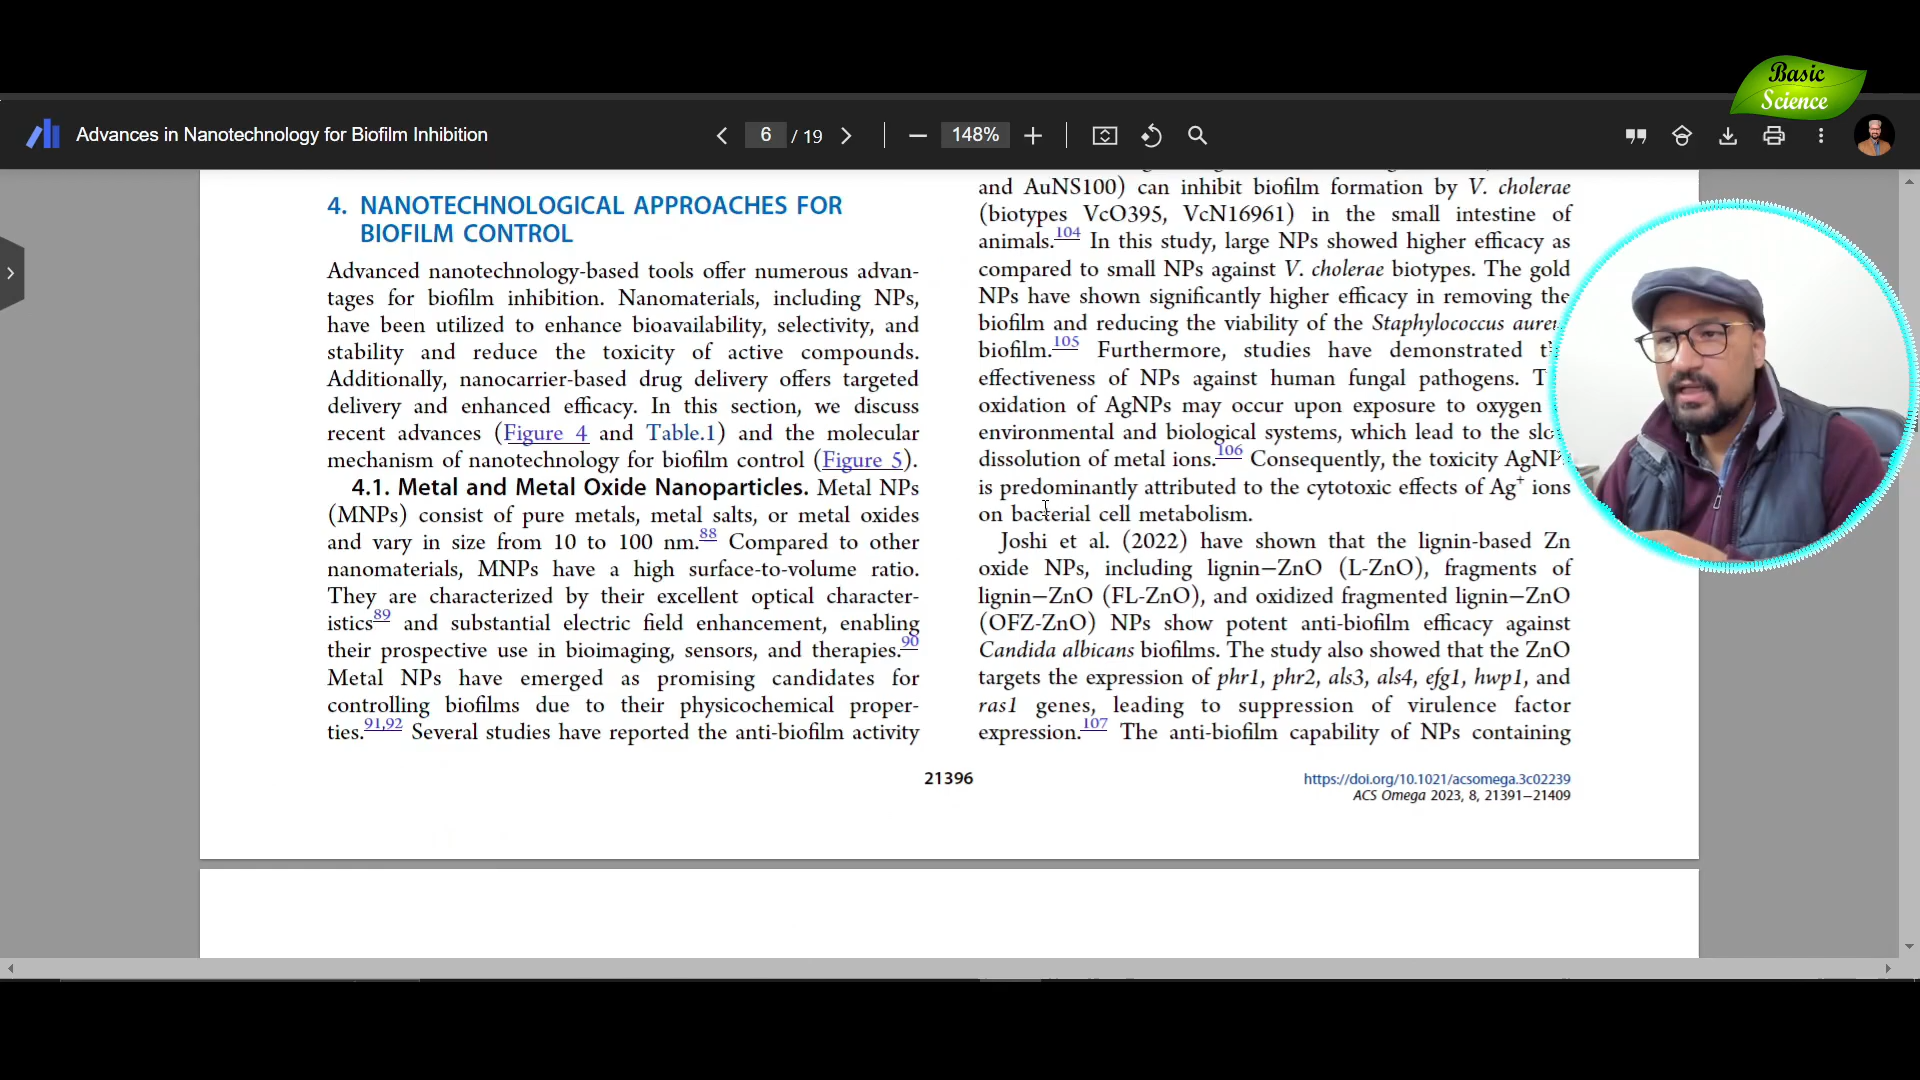 Basic
Science
Advances in Nanotechnology for Biofilm Inhibition
6 / 19
148%
4. NANOTECHNOLOGICAL APPROACHES FOR
BIOFILM CONTROL
Advanced nanotechnology-based tools offer numerous advan-
tages for biofilm inhibition. Nanomaterials, including NPs,
have been utilized to enhance bioavailability, selectivity, and
stability and reduce the toxicity of active compounds.
Additionally, nanocarrier-based drug delivery offers targeted
delivery and enhanced efficacy. In this section, we discuss
recent advances (Figure 4 and Table.1) and the molecular
mechanism of nanotechnology for biofilm control (Figure 5).
4.1. Metal and Metal Oxide Nanoparticles. Metal NPs
(MNPs) consist of pure metals, metal salts, or metal oxides
and vary in size from 10 to 100 nm.88 Compared to other
nanomaterials, MNPs have a high surface-to-volume ratio.
They are characterized by their excellent optical character-
istics89 and substantial electric field enhancement, enabling
their prospective use in bioimaging, sensors, and therapies.90
Metal NPs have emerged as promising candidates for
controlling biofilms due to their physicochemical proper-
ties.91,92 Several studies have reported the anti-biofilm activity
and AuNS100) can inhibit biofilm formation by V. cholerae
(biotypes VcO395, VcN16961) in the small intestine of
animals.104 In this study, large NPs showed higher efficacy as
compared to small NPs against V. cholerae biotypes. The gold
NPs have shown significantly higher efficacy in removing the
biofilm and reducing the viability of the Staphylococcus
biofilm.105 Furthermore, studies have demonstrated
effectiveness of NPs against human fungal pathogens.
oxidation of AgNPs may occur upon exposure to oxygen
environmental and biological systems, which lead to the
dissolution of metal ions.106 Consequently, the toxicity
is predominantly attributed to the cytotoxic effects of Ag+ ions
on bacterial cell metabolism.
Joshi et al. (2022) have shown that the lignin-based Zn
oxide NPs, including lignin−ZnO (L-ZnO), fragments of
lignin−ZnO (FL-ZnO), and oxidized fragmented lignin−ZnO
(OFZ-ZnO) NPs show potent anti-biofilm efficacy against
Candida albicans biofilms. The study also showed that the ZnO
targets the expression of phr1, phr2, als3, als4, efg1, hwp1, and
ras1 genes, leading to suppression of virulence factor
expression.107 The anti-biofilm capability of NPs containing
21396
https://doi.org/10.1021/acsomega.3c02239
ACS Omega 2023, 8, 21391−21409